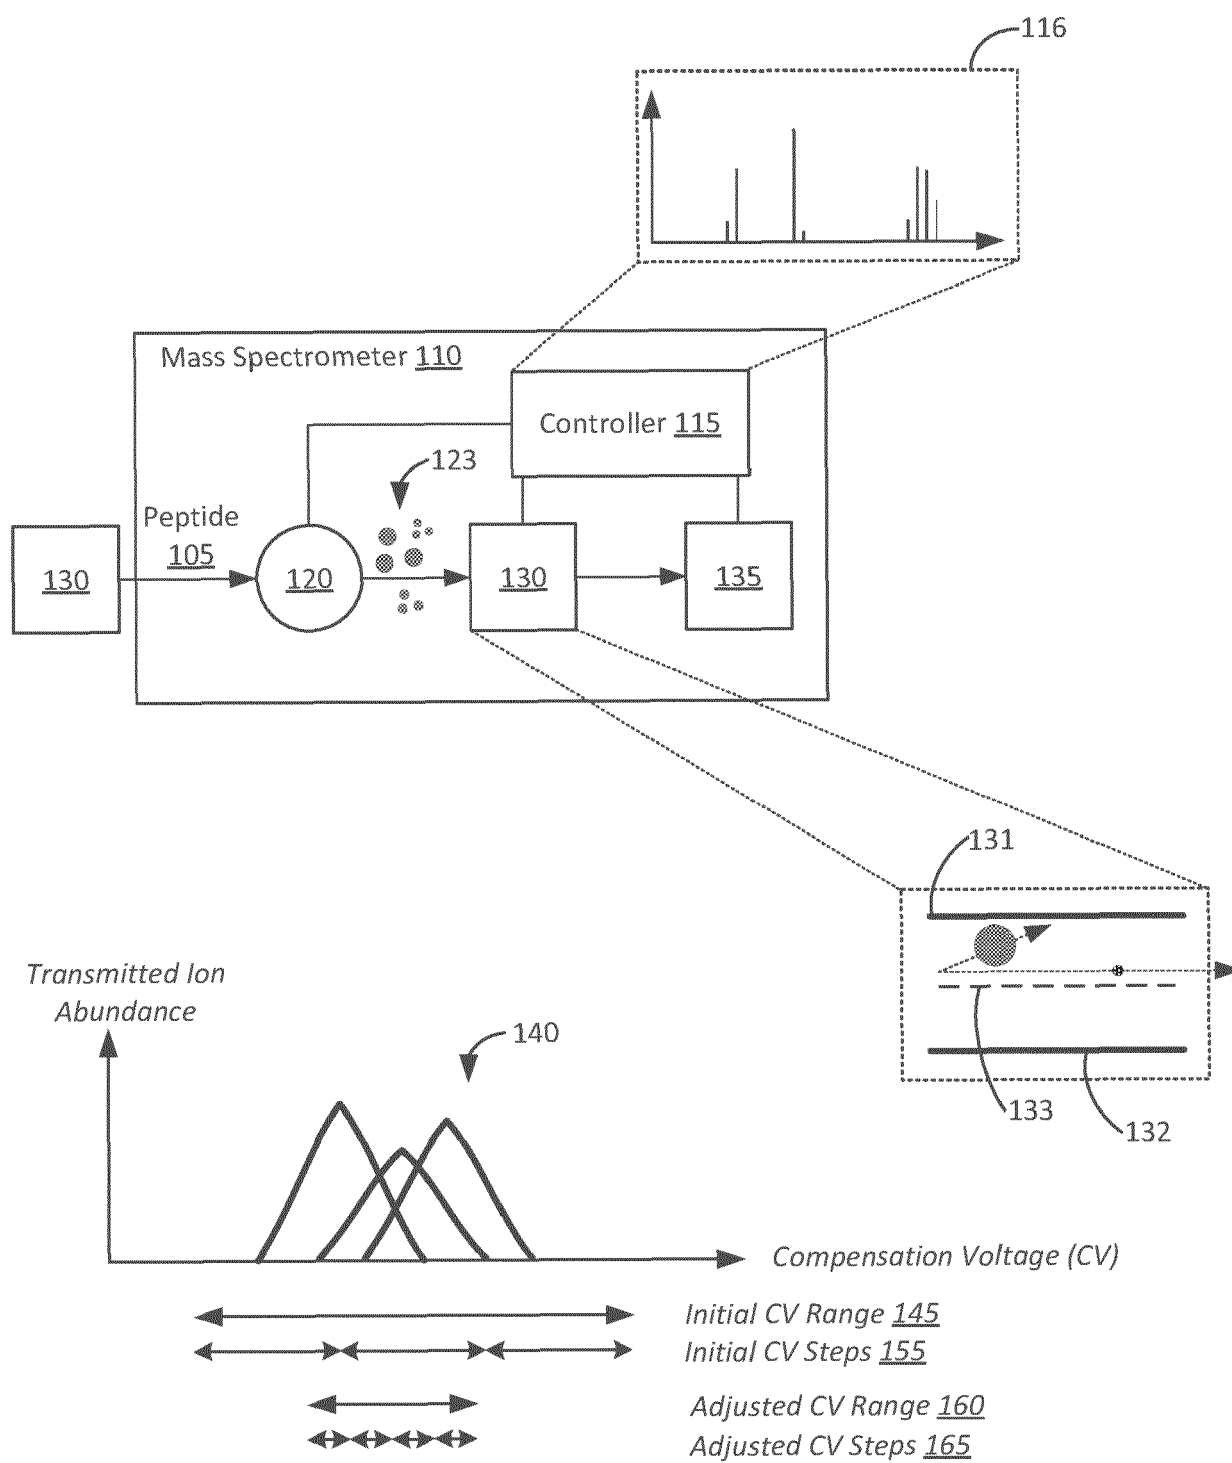 116
Mass Spectrometer 110
Controller 115
123
Peptide
105
130
120
130
135
131
Transmitted Ion
Abundance
140
133
132
Compensation Voltage (CV)
Initial CV Range 145
Initial CV Steps 155
Adjusted CV Range 160
Adjusted CV Steps 165